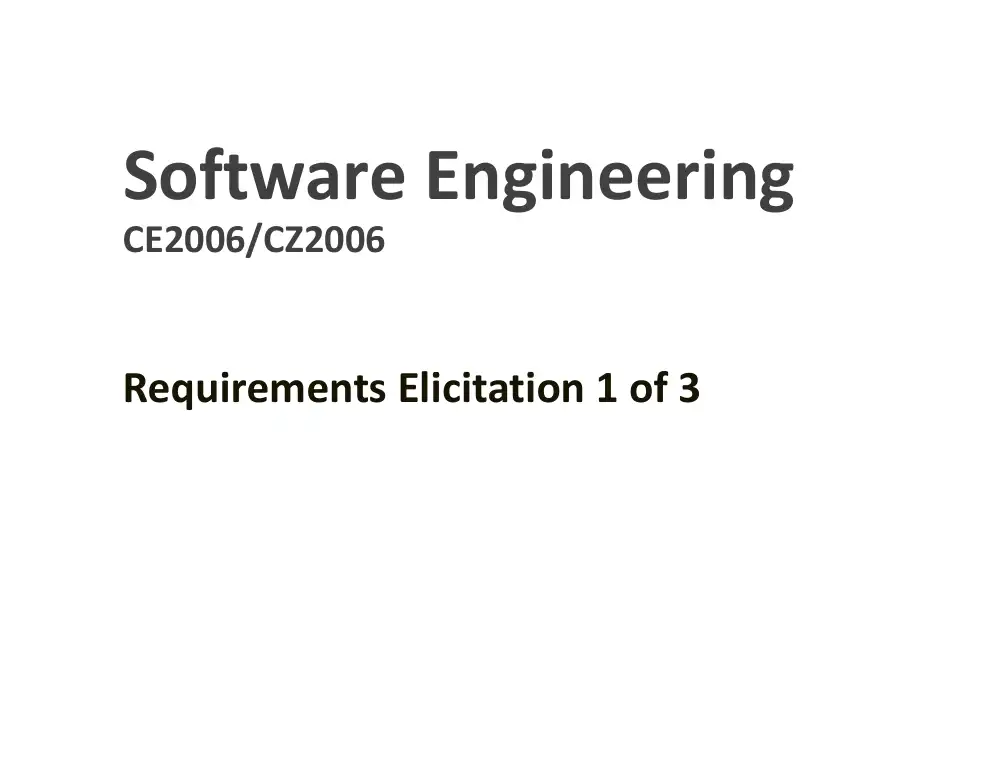 Software Engineering
CE2006/CZ2006
Requirements Elicitation 1 of 3